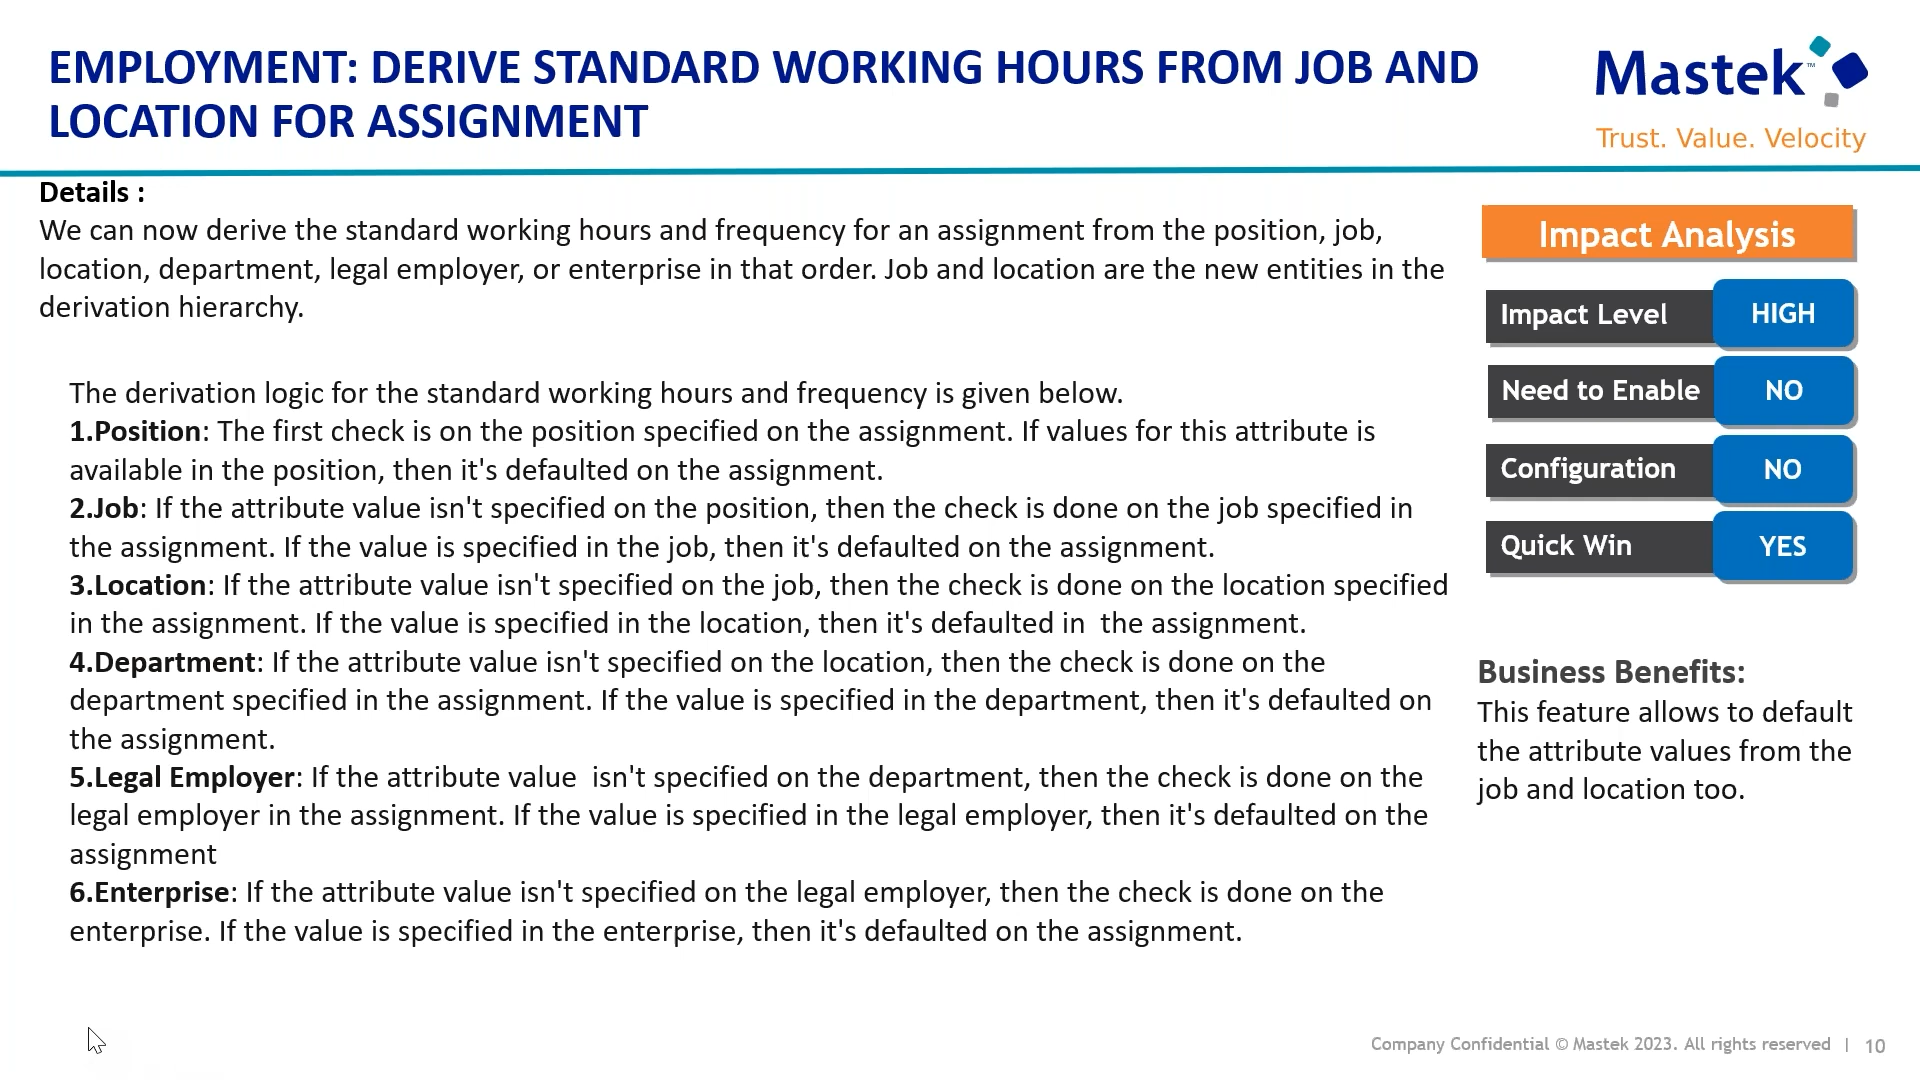 EMPLOYMENT: DERIVE STANDARD WORKING HOURS FROM JOB AND
LOCATION FOR ASSIGNMENT
Mastek™
Trust. Value. Velocity
Details :
We can now derive the standard working hours and frequency for an assignment from the position, job,
location, department, legal employer, or enterprise in that order. Job and location are the new entities in the
derivation hierarchy.
The derivation logic for the standard working hours and frequency is given below.
1.Position: The first check is on the position specified on the assignment. If values for this attribute is
available in the position, then it's defaulted on the assignment.
2.Job: If the attribute value isn't specified on the position, then the check is done on the job specified in
the assignment. If the value is specified in the job, then it's defaulted on the assignment.
3.Location: If the attribute value isn't specified on the job, then the check is done on the location specified
in the assignment. If the value is specified in the location, then it's defaulted in  the assignment.
4.Department: If the attribute value isn't specified on the location, then the check is done on the
department specified in the assignment. If the value is specified in the department, then it's defaulted on
the assignment.
5.Legal Employer: If the attribute value  isn't specified on the department, then the check is done on the
legal employer in the assignment. If the value is specified in the legal employer, then it's defaulted on the
assignment
6.Enterprise: If the attribute value isn't specified on the legal employer, then the check is done on the
enterprise. If the value is specified in the enterprise, then it's defaulted on the assignment.
Impact Analysis
Impact Level HIGH
Need to Enable NO
Configuration NO
Quick Win YES
Business Benefits:
This feature allows to default
the attribute values from the
job and location too.
Company Confidential © Mastek 2023. All rights reserved | 10